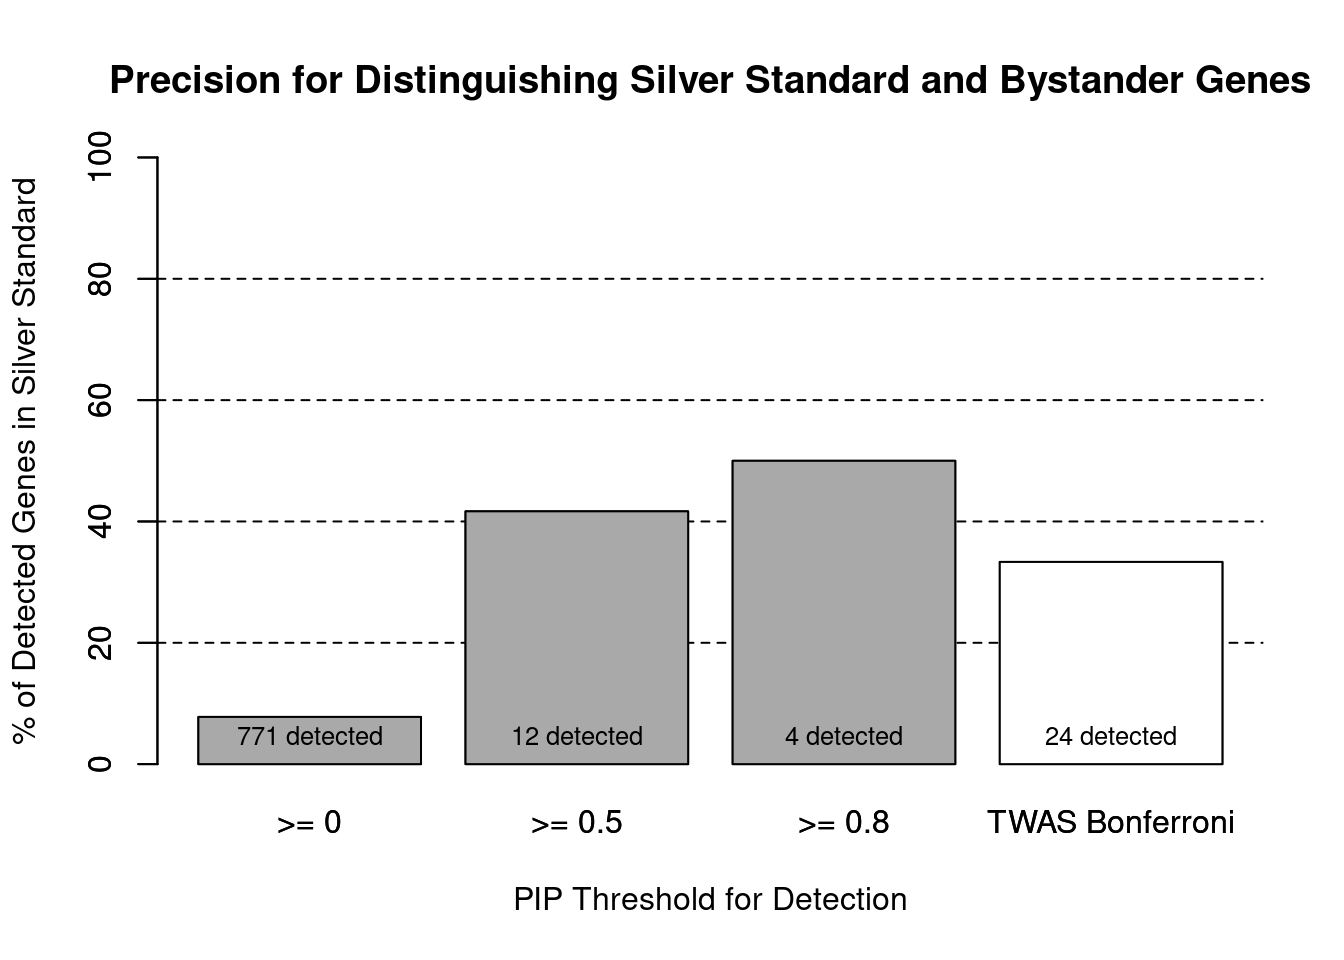 Precision for Distinguishing Silver Standard and Bystander Genes
% of Detected Genes in Silver Standard
100
80
60
40
20
0
771 detected
12 detected
4 detected
24 detected
>= 0
>= 0.5
>= 0.8
TWAS Bonferroni
PIP Threshold for Detection